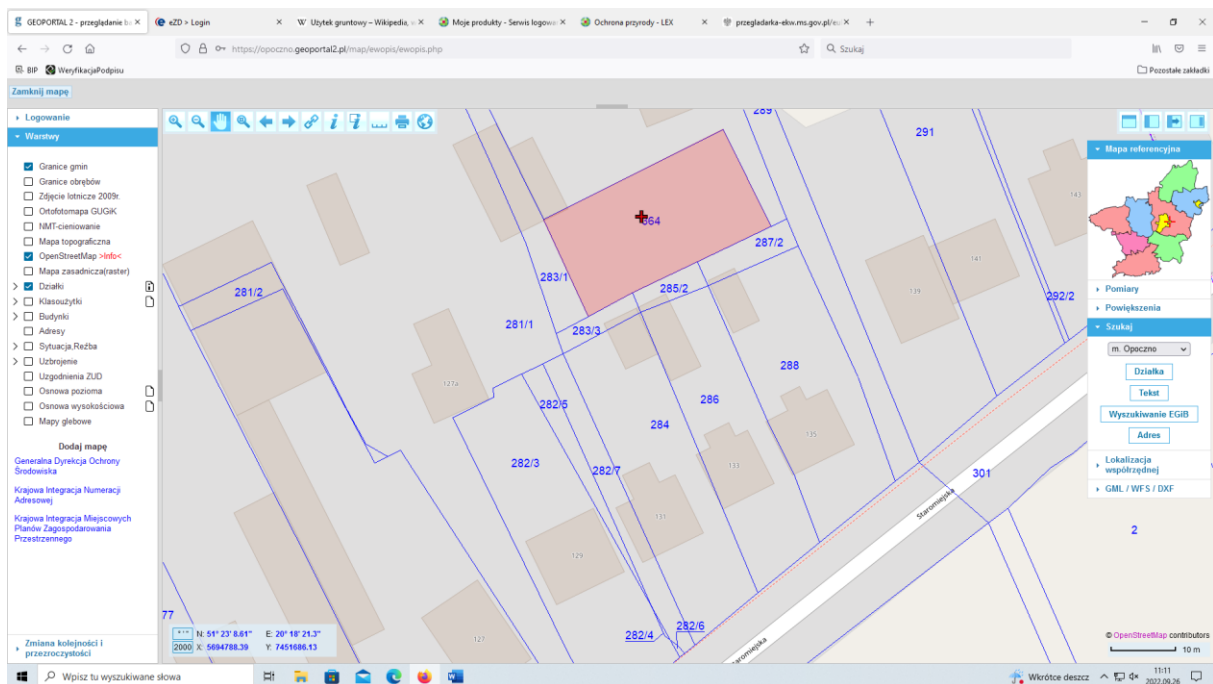 GEOPORTAL 2 - przeglądanie ba
eZD > Login
W Użytek gruntowy – Wikipedia, w
Moje produkty - Serwis logowa
Ochrona przyrody - LEX
przegladarka-ekw.ms.gov.pl/eu
https://opoczno.geoportal2.pl/map/ewopis/ewopis.php
Szukaj
BIP
WeryfikacjaPodpisu
Pozostałe zakładki
Zamknij mapę
Logowanie
Warstwy
Granice gmin
Granice obrębów
Zdjęcie lotnicze 2009r.
Ortofotomapa GUGiK
NMT-cieniowanie
Mapa topograficzna
OpenStreetMap >Info<
Mapa zasadnicza(raster)
Działki
Klasoużytki
Budynki
Adresy
Sytuacja,Rzeźba
Uzbrojenie
Uzgodnienia ZUD
Osnowa pozioma
Osnowa wysokościowa
Mapy glebowe
Dodaj mapę
Generalna Dyrekcja Ochrony
Środowiska
Krajowa Integracja Numeracji
Adresowej
Krajowa Integracja Miejscowych
Planów Zagospodarowania
Przestrzennego
Zmiana kolejności i
przezroczystości
289
291
143
664
287/2
141
283/1
285/2
139
292/2
281/2
281/1
283/3
288
127a
282/5
286
284
135
282/3
282/7
133
301
Staromiejska
131
2
129
77
282/6
282/4
127
Staromiejska
N: 51° 23' 8.61" E: 20° 18' 21.3"
2000 X: 5694788.39 Y: 7451686.13
Mapa referencyjna
Pomiary
Powiększenia
Szukaj
m. Opoczno
Działka
Tekst
Wyszukiwanie EGiB
Adres
Lokalizacja
współrzędnej
GML / WFS / DXF
© OpenStreetMap contributors
10 m
Wpisz tu wyszukiwane słowa
Wkrótce deszcz
11:11
2022.09.26